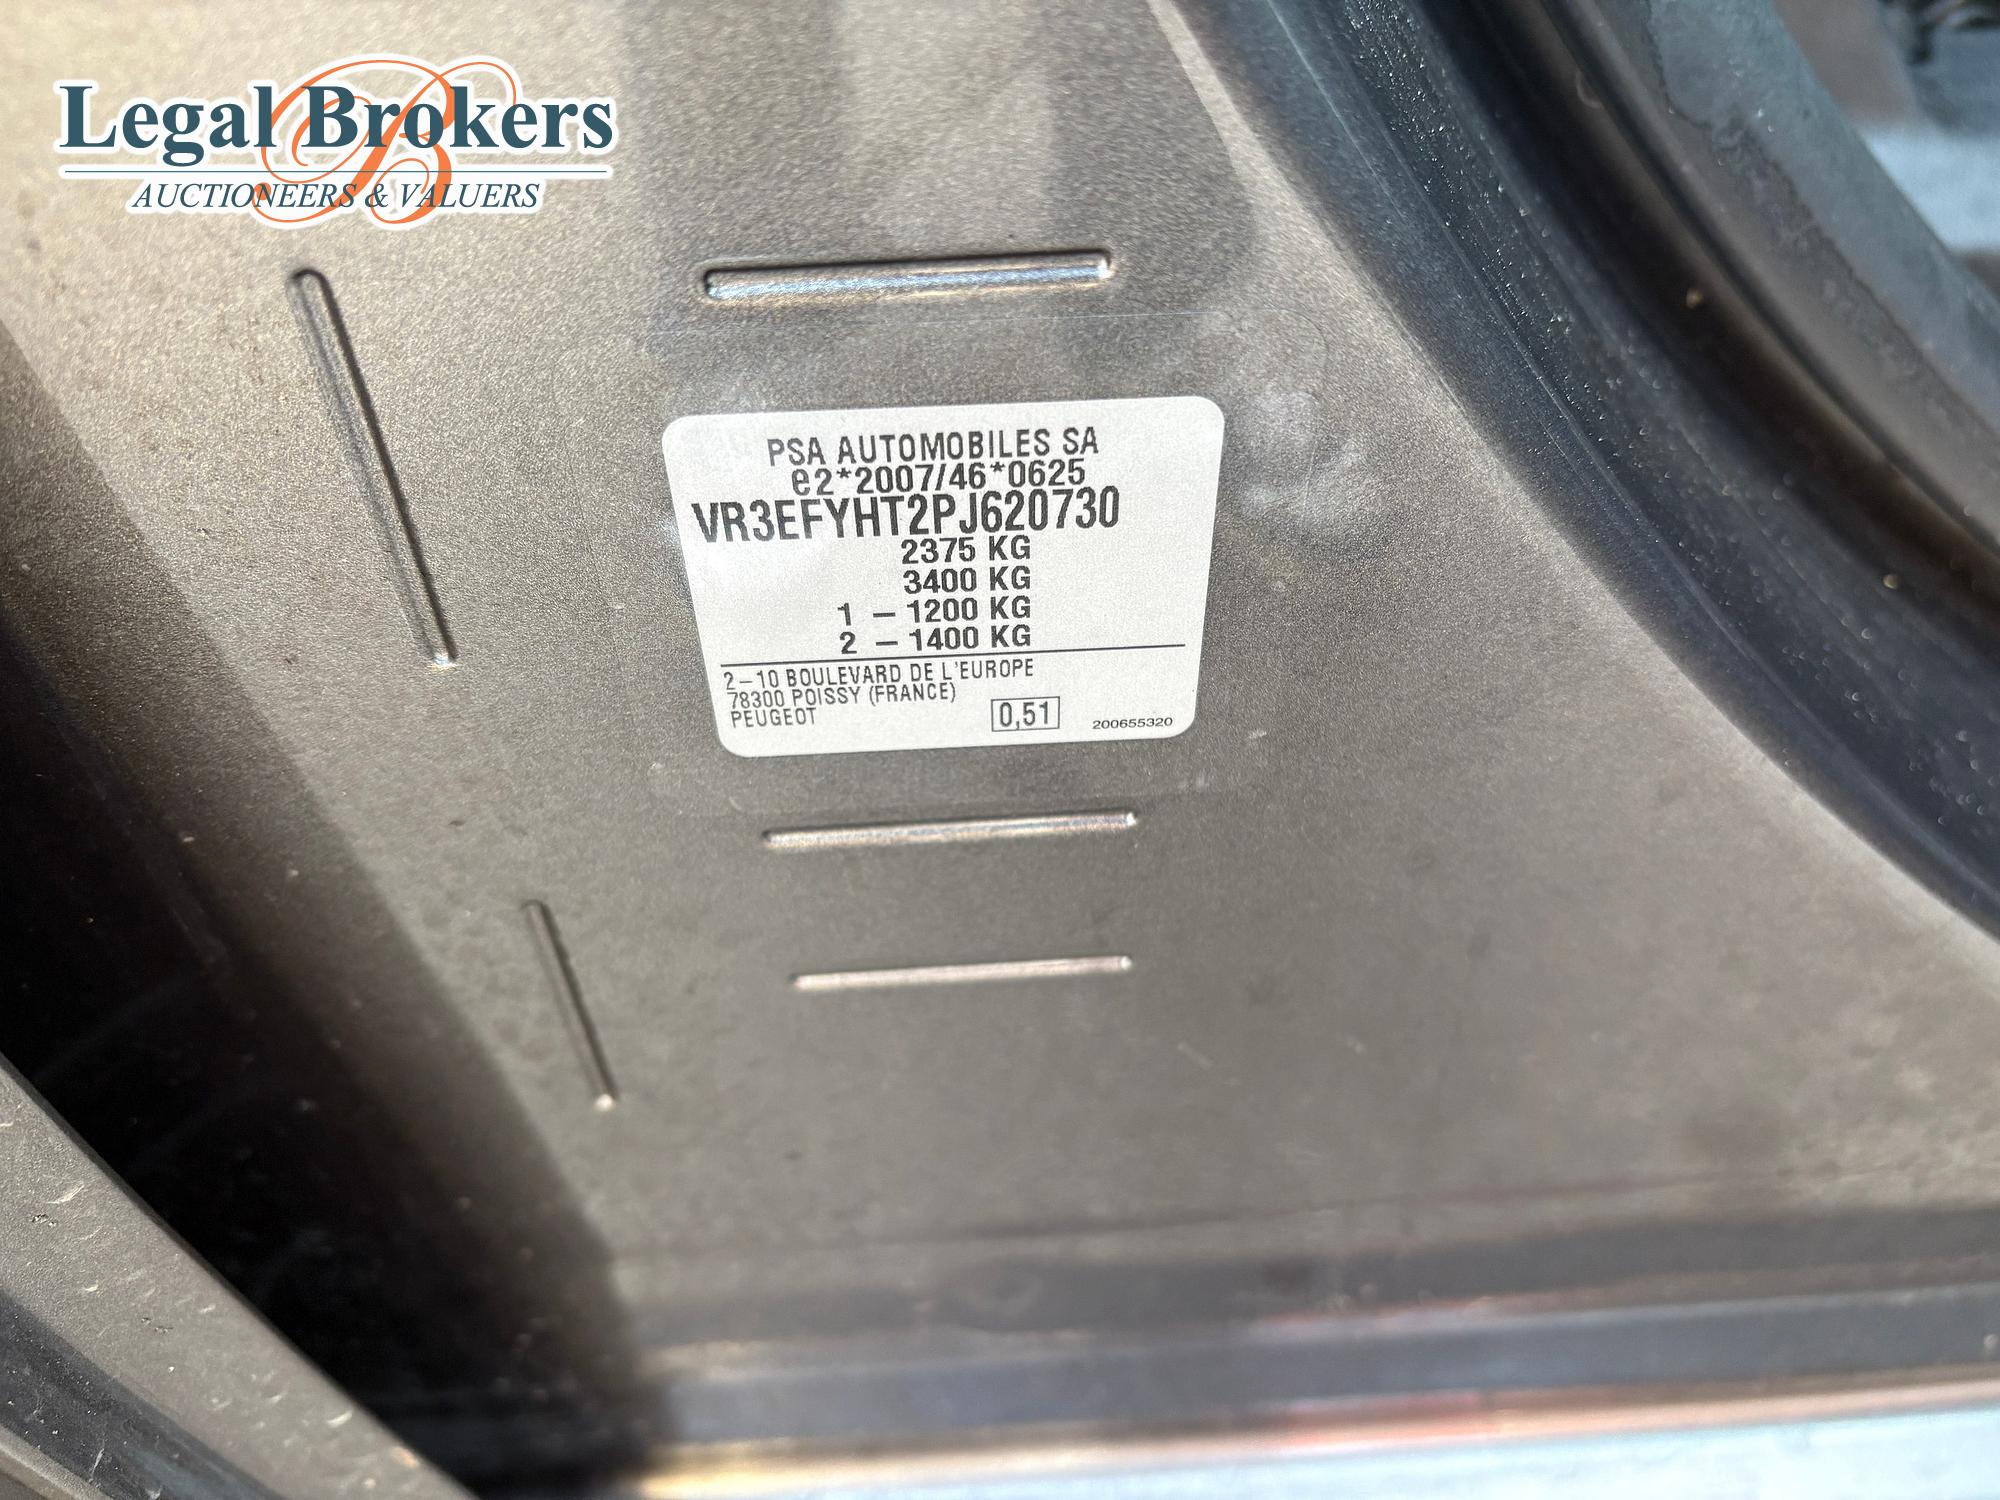 Legal Brokers
AUCTIONEERS & VALUERS
PSA AUTOMOBILES SA
e2*2007/46*0625
VR3EFYHT2PJ620730
2375 KG
3400 KG
1 – 1200 KG
2 – 1400 KG
2–10 BOULEVARD DE L'EUROPE
78300 POISSY (FRANCE)
PEUGEOT
0,51
200655320